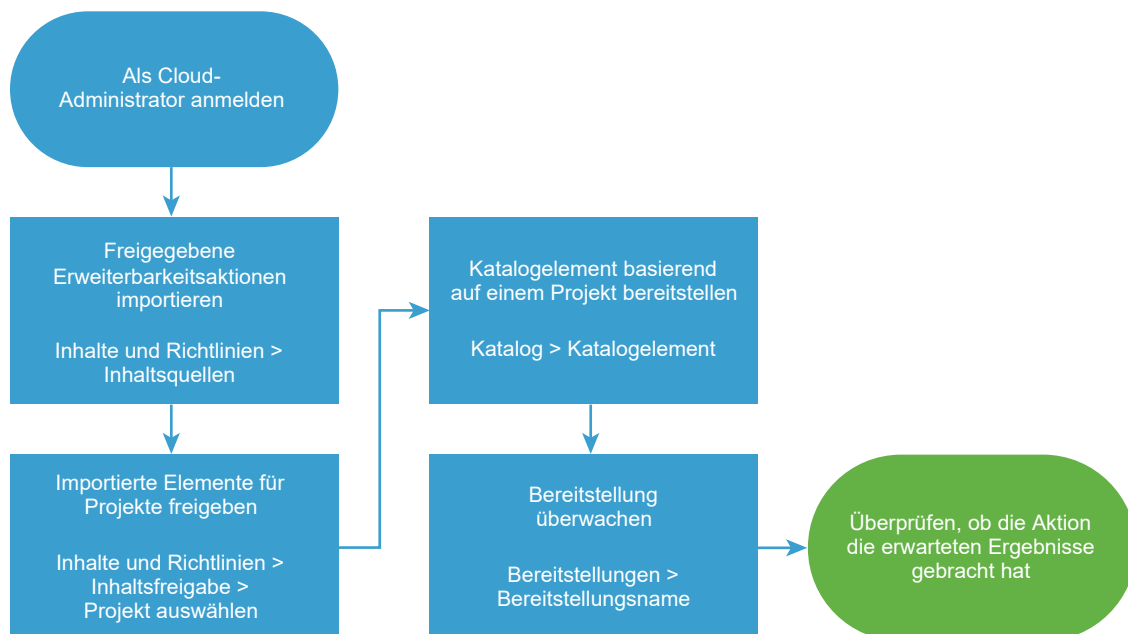 Als Cloud-
Administrator anmelden
Freigegebene
Erweiterbarkeitsaktionen
importieren
Inhalte und Richtlinien >
Inhaltsquellen
Importierte Elemente für
Projekte freigeben
Inhalte und Richtlinien >
Inhaltsfreigabe >
Projekt auswählen
Katalogelement basierend
auf einem Projekt bereitstellen
Katalog > Katalogelement
Bereitstellung
überwachen
Bereitstellungen >
Bereitstellungsname
Überprüfen, ob die Aktion
die erwarteten Ergebnisse
gebracht hat